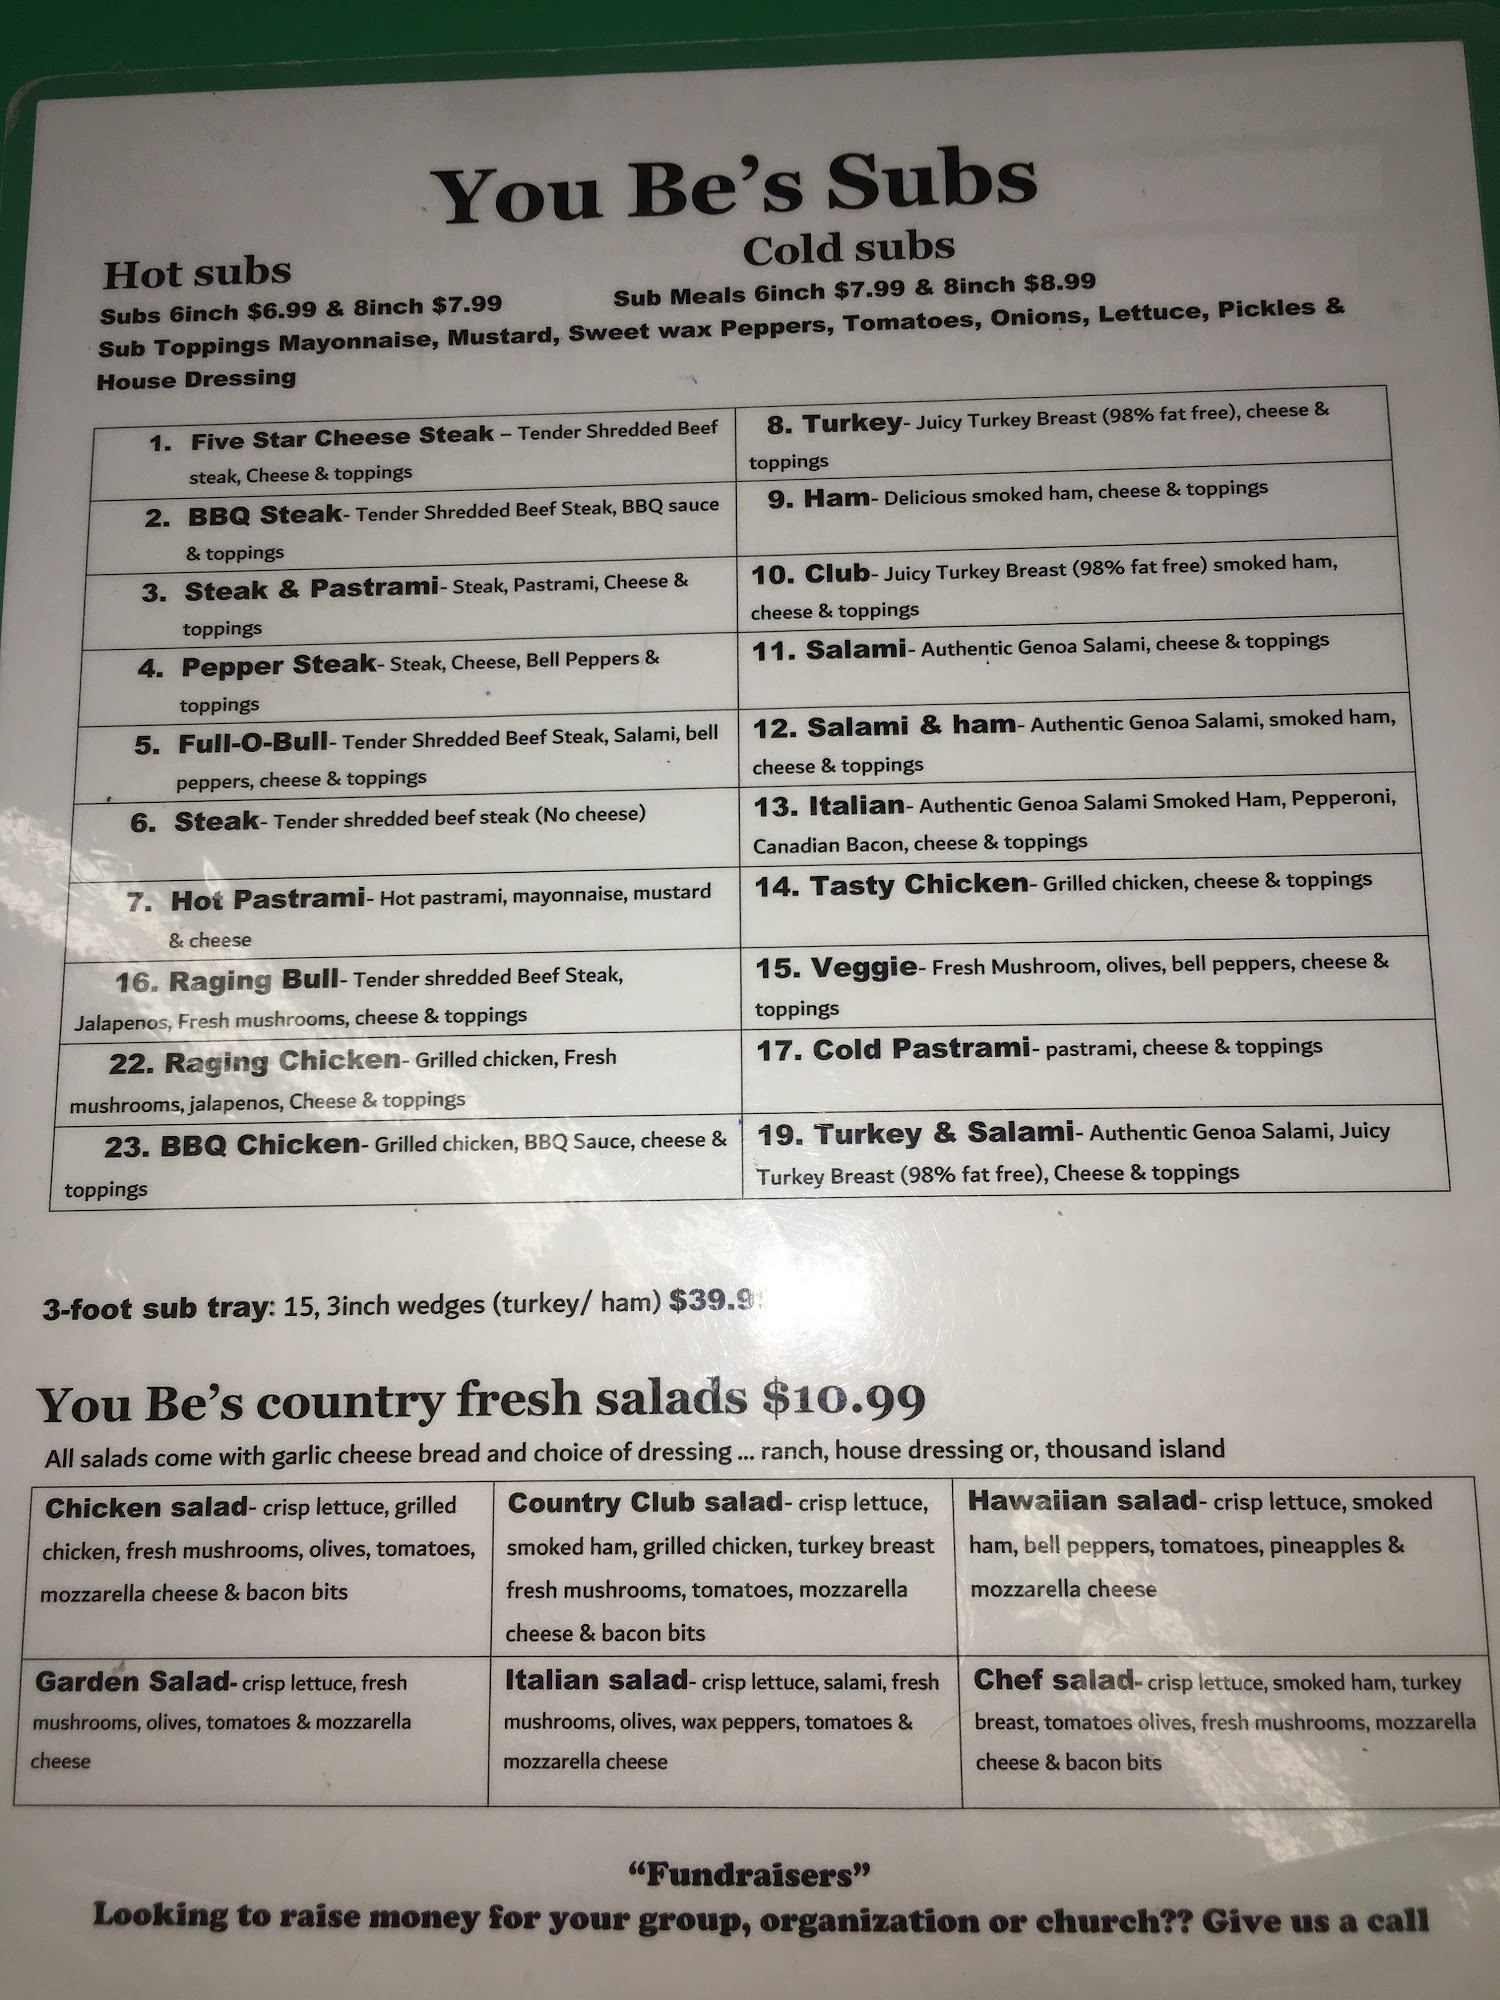 You Be's Subs
Hot subs
Cold subs
Subs 6inch $6.99 & 8inch $7.99
Sub Meals 6inch $7.99 & 8inch $8.99
Sub Toppings Mayonnaise, Mustard, Sweet wax Peppers, Tomatoes, Onions, Lettuce, Pickles &
House Dressing
1. Five Star Cheese Steak – Tender Shredded Beef
steak, Cheese & toppings
8. Turkey- Juicy Turkey Breast (98% fat free), cheese &
toppings
2. BBQ Steak- Tender Shredded Beef Steak, BBQ sauce
& toppings
9. Ham- Delicious smoked ham, cheese & toppings
3. Steak & Pastrami- Steak, Pastrami, Cheese &
toppings
10. Club- Juicy Turkey Breast (98% fat free) smoked ham,
cheese & toppings
4. Pepper Steak- Steak, Cheese, Bell Peppers &
toppings
11. Salami- Authentic Genoa Salami, cheese & toppings
5. Full-O-Bull- Tender Shredded Beef Steak, Salami, bell
peppers, cheese & toppings
12. Salami & ham- Authentic Genoa Salami, smoked ham,
cheese & toppings
6. Steak- Tender shredded beef steak (No cheese)
13. Italian- Authentic Genoa Salami Smoked Ham, Pepperoni,
Canadian Bacon, cheese & toppings
7. Hot Pastrami- Hot pastrami, mayonnaise, mustard
& cheese
14. Tasty Chicken- Grilled chicken, cheese & toppings
16. Raging Bull- Tender shredded Beef Steak,
Jalapenos, Fresh mushrooms, cheese & toppings
15. Veggie- Fresh Mushroom, olives, bell peppers, cheese &
toppings
22. Raging Chicken- Grilled chicken, Fresh
mushrooms, jalapenos, Cheese & toppings
17. Cold Pastrami- pastrami, cheese & toppings
23. BBQ Chicken- Grilled chicken, BBQ Sauce, cheese &
toppings
19. Turkey & Salami- Authentic Genoa Salami, Juicy
Turkey Breast (98% fat free), Cheese & toppings
3-foot sub tray: 15, 3inch wedges (turkey/ ham)
You Be's country fresh salads $10.99
All salads come with garlic cheese bread and choice of dressing ... ranch, house dressing or, thousand island
Chicken salad- crisp lettuce, grilled
chicken, fresh mushrooms, olives, tomatoes,
mozzarella cheese & bacon bits
Country Club salad- crisp lettuce,
smoked ham, grilled chicken, turkey breast
fresh mushrooms, tomatoes, mozzarella
cheese & bacon bits
Hawaiian salad- crisp lettuce, smoked
ham, bell peppers, tomatoes, pineapples &
mozzarella cheese
Garden Salad- crisp lettuce, fresh
mushrooms, olives, tomatoes & mozzarella
cheese
Italian salad- crisp lettuce, salami, fresh
mushrooms, olives, wax peppers, tomatoes &
mozzarella cheese
Chef salad- crisp lettuce, smoked ham, turkey
breast, tomatoes olives, fresh mushrooms, mozzarella
cheese & bacon bits
“Fundraisers”
Looking to raise money for your group, organization or church?? Give us a call